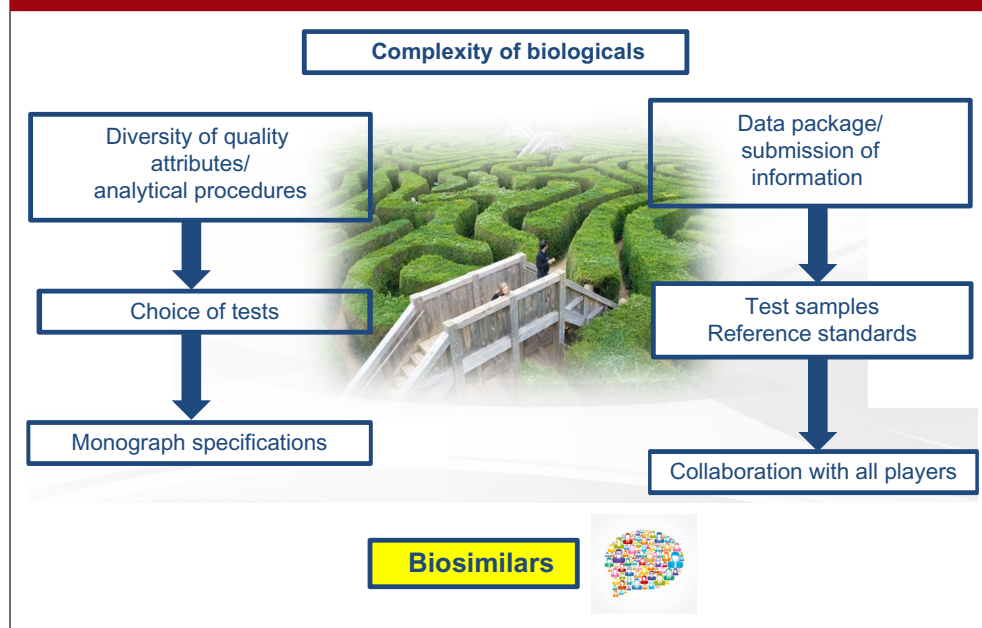 Complexity of biologicals
Diversity of quality
attributes/
analytical procedures
Choice of tests
Monograph specifications
Data package/
submission of
information
Test samples
Reference standards
Collaboration with all players
Biosimilars